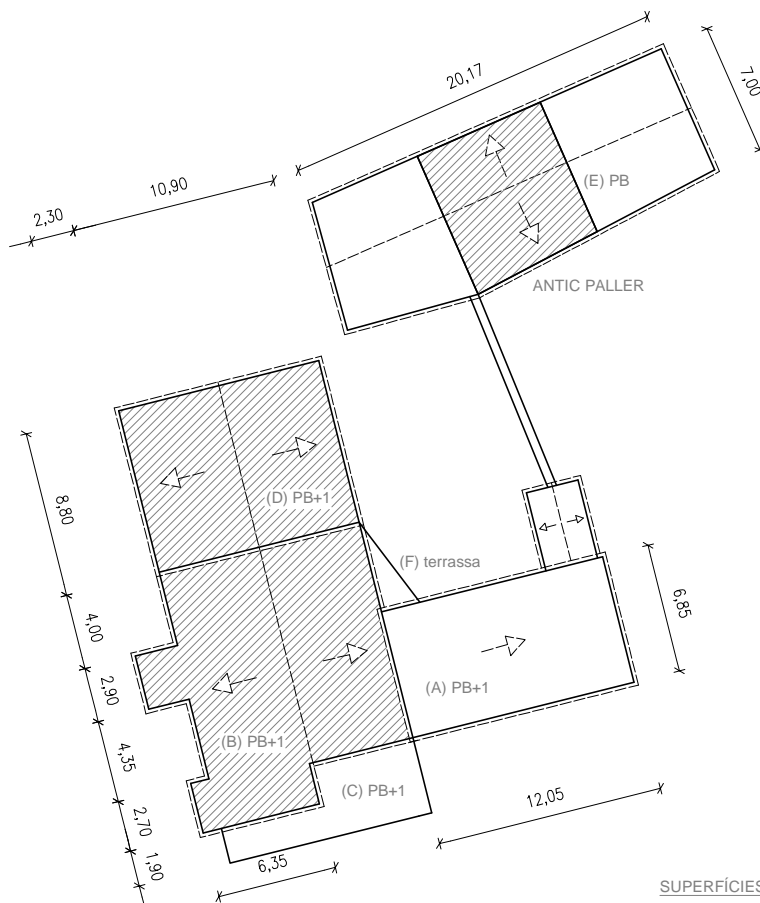 20,17
7,00
10,90
2,30
(E) PB
ANTIC PALLER
8,80
(D) PB+1
(F) terrassa
4,00
6,85
2,90
(A) PB+1
4,35
(B) PB+1
(C) PB+1
12,05
2,70
6,35
1,90
SUPERFÍCIES